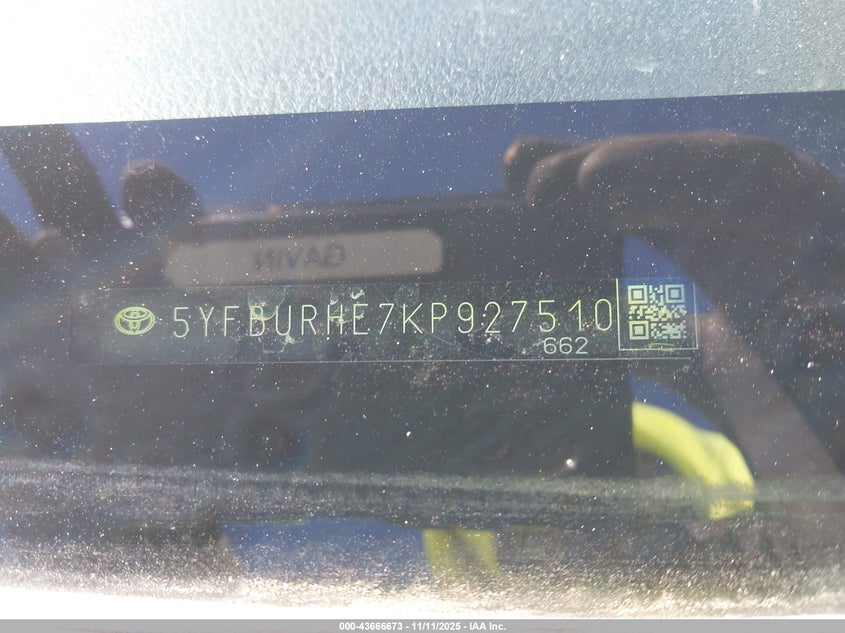 GAVIN
5YFBURHE7KP927510
662
000-43666673 - 11/11/2025 - IAA Inc.